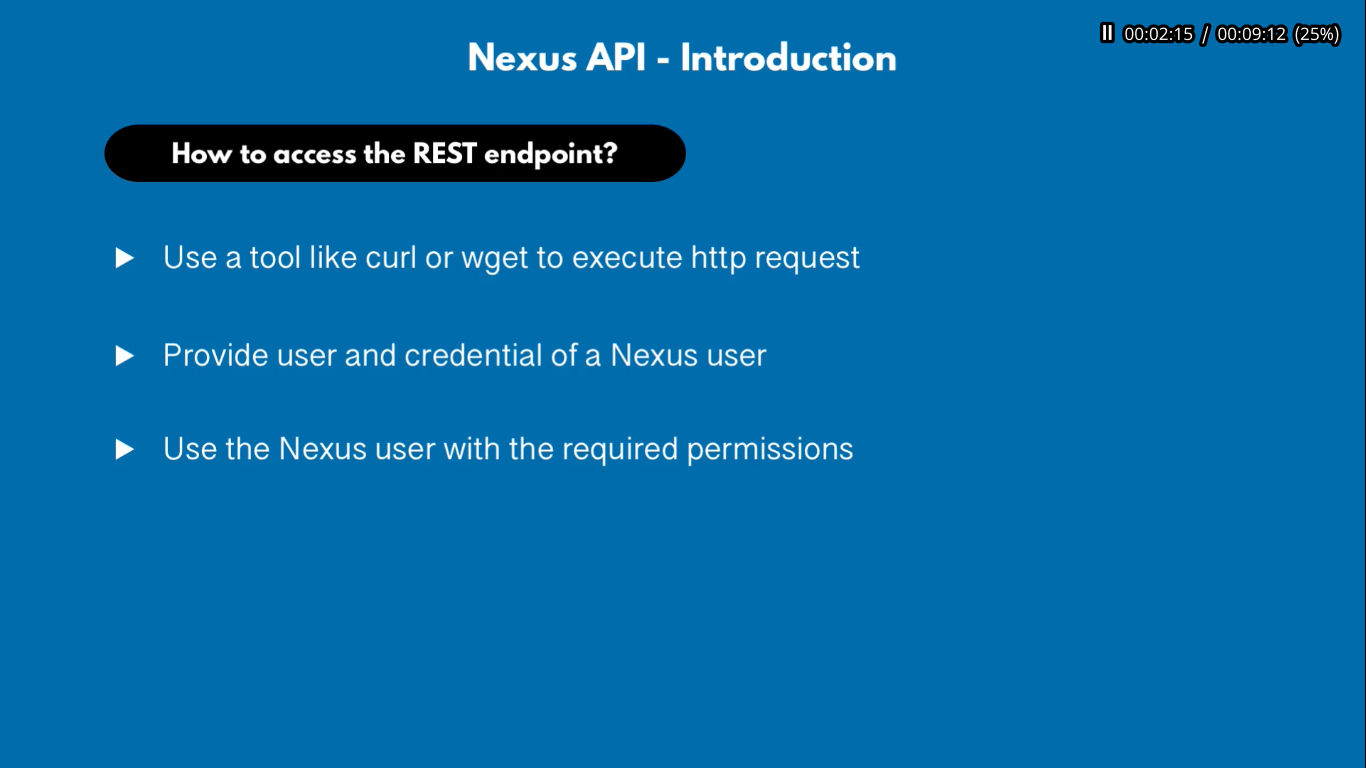 00:02:15 / 00:09:12 (25%)
Nexus API - Introduction
How to access the REST endpoint?
Use a tool like curl or wget to execute http request
Provide user and credential of a Nexus user
Use the Nexus user with the required permissions